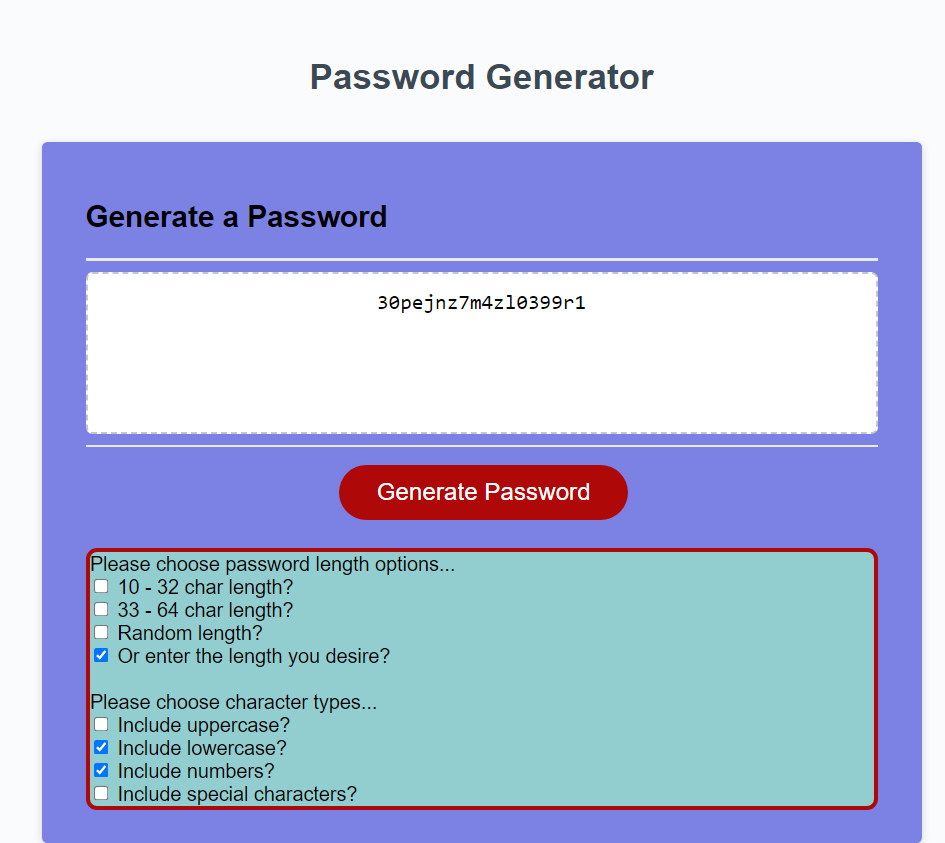 Password Generator
Generate a Password
30pejnz7m4zl0399r1
Generate Password
Please choose password length options...
10 - 32 char length?
33 - 64 char length?
Random length?
Or enter the length you desire?
Please choose character types...
Include uppercase?
Include lowercase?
Include numbers?
Include special characters?